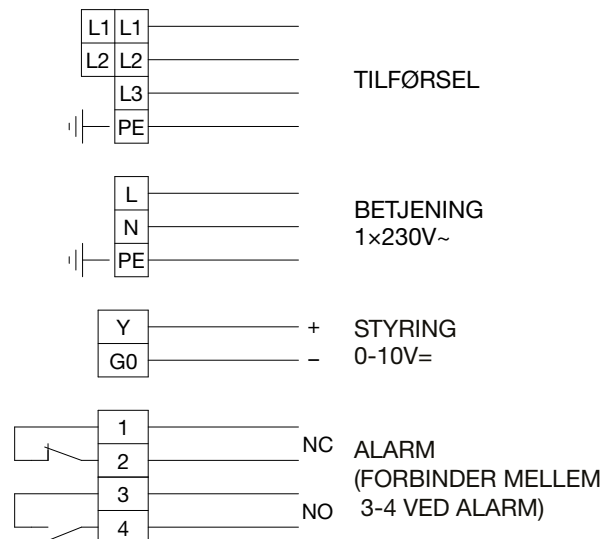 L1 L1
L2 L2
L3
PE
TILFØRSEL
L
N
PE
BETJENING
1×230V~
Y +
G0 –
STYRING
0-10V=
1
2
NC
3
4
NO
ALARM
(FORBINDER MELLEM
3-4 VED ALARM)